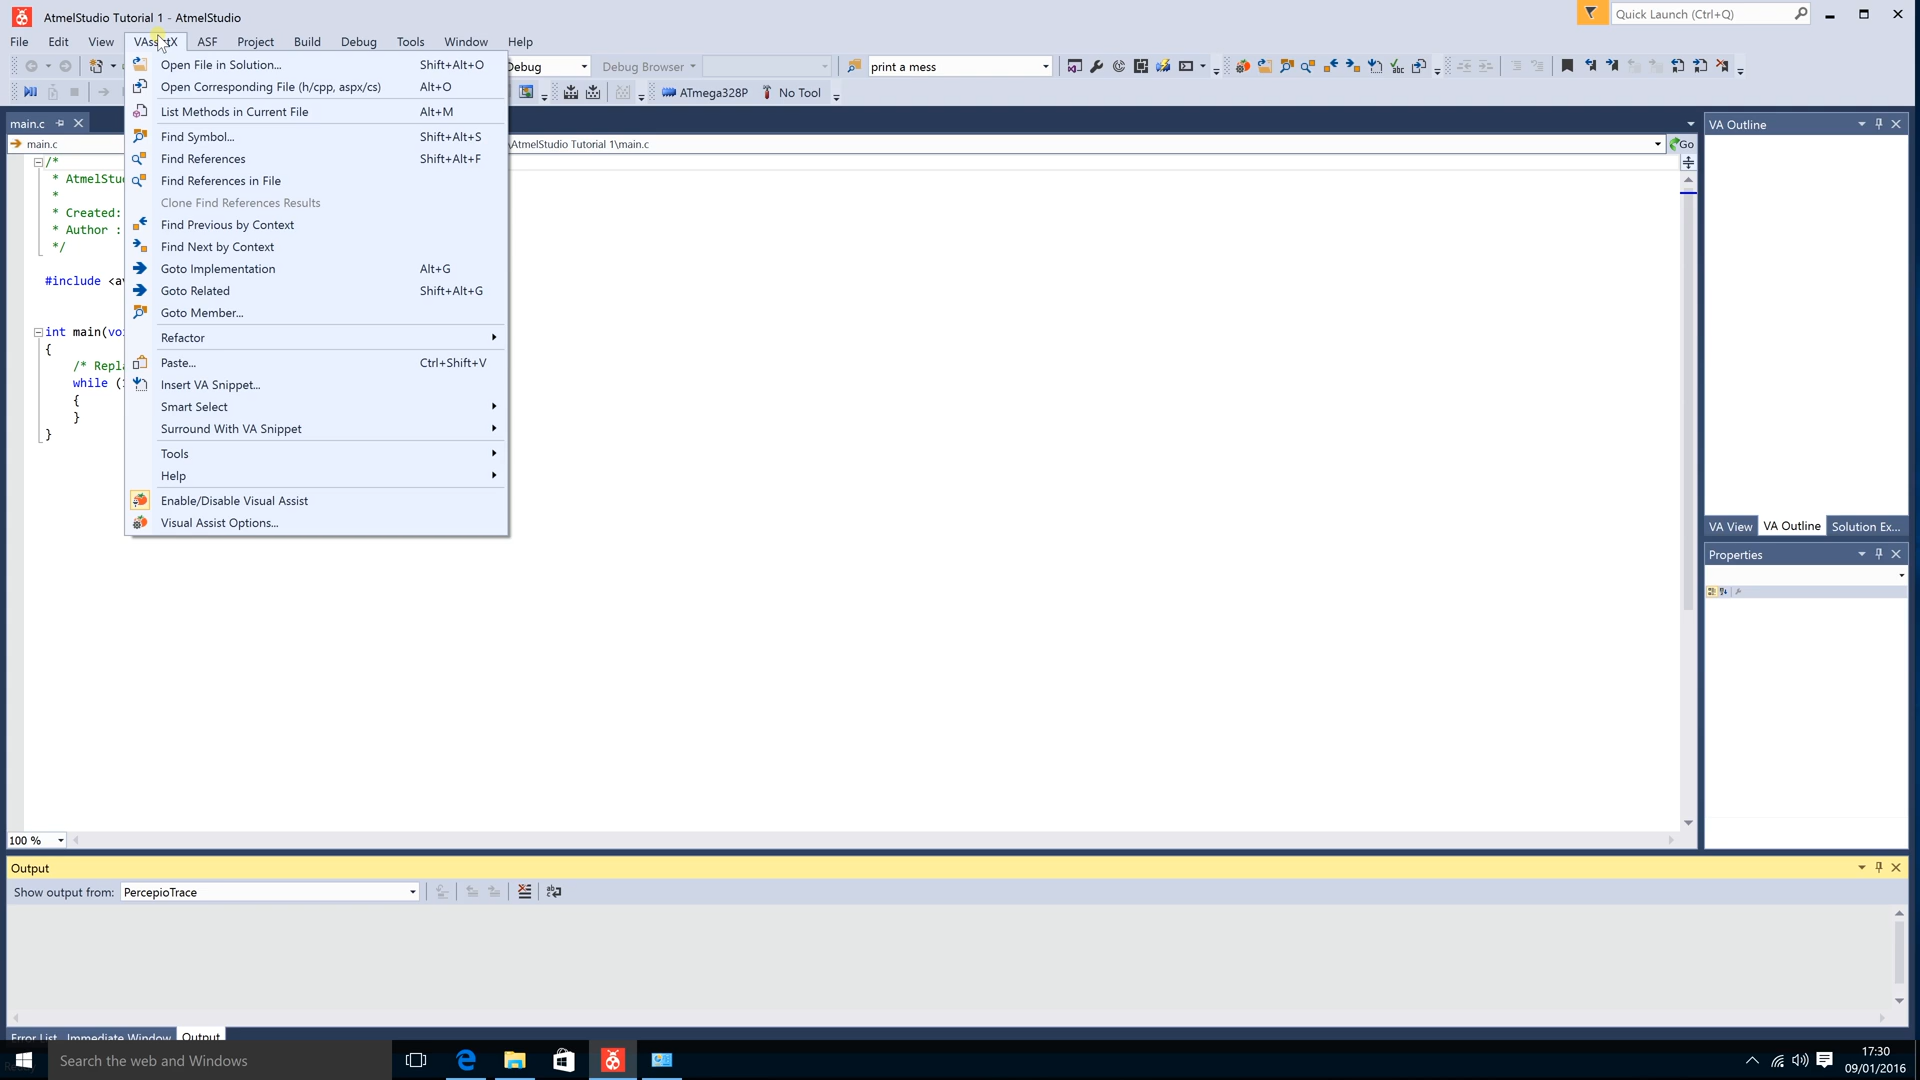 AtmelStudio Tutorial 1 - AtmelStudio
Quick Launch (Ctrl+Q)
File Edit View VAssistX ASF Project Build Debug Tools Window Help
Debug Debug Browser print a mess
ATmega328P No Tool
Open File in Solution... Shift+Alt+O
Open Corresponding File (h/cpp, aspx/cs) Alt+O
List Methods in Current File Alt+M
Find Symbol... Shift+Alt+S
Find References Shift+Alt+F
Find References in File
Clone Find References Results
Find Previous by Context
Find Next by Context
Goto Implementation Alt+G
Goto Related Shift+Alt+G
Goto Member...
Refactor
Paste... Ctrl+Shift+V
Insert VA Snippet...
Smart Select
Surround With VA Snippet
Tools
Help
Enable/Disable Visual Assist
Visual Assist Options...
main.c
main.c
\AtmelStudio Tutorial 1\main.c
Go
/*
* AtmelStu
*
* Created:
* Author :
*/
#include <a
int main(voi
{
/* Repla
while (
{
}
}
VA Outline
VA View VA Outline Solution Ex...
Properties
100 %
Output
Show output from: PercepioTrace
Error List Immediate Window Output
Search the web and Windows
17:30
09/01/2016